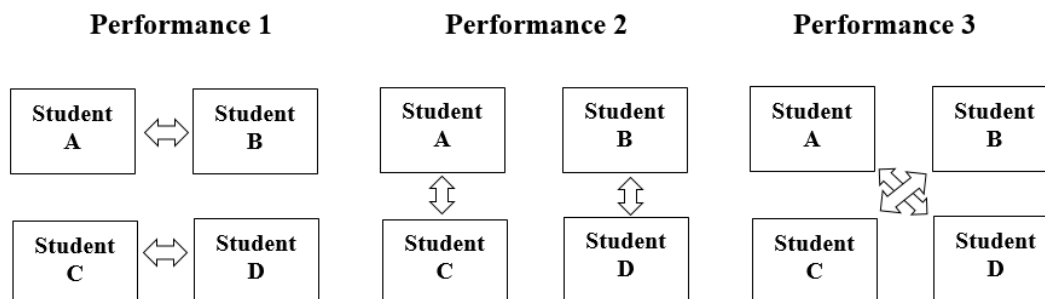 Performance 1
Performance 2
Performance 3
Student
A
Student
B
Student
A
Student
B
Student
A
Student
B
Student
C
Student
D
Student
C
Student
D
Student
C
Student
D